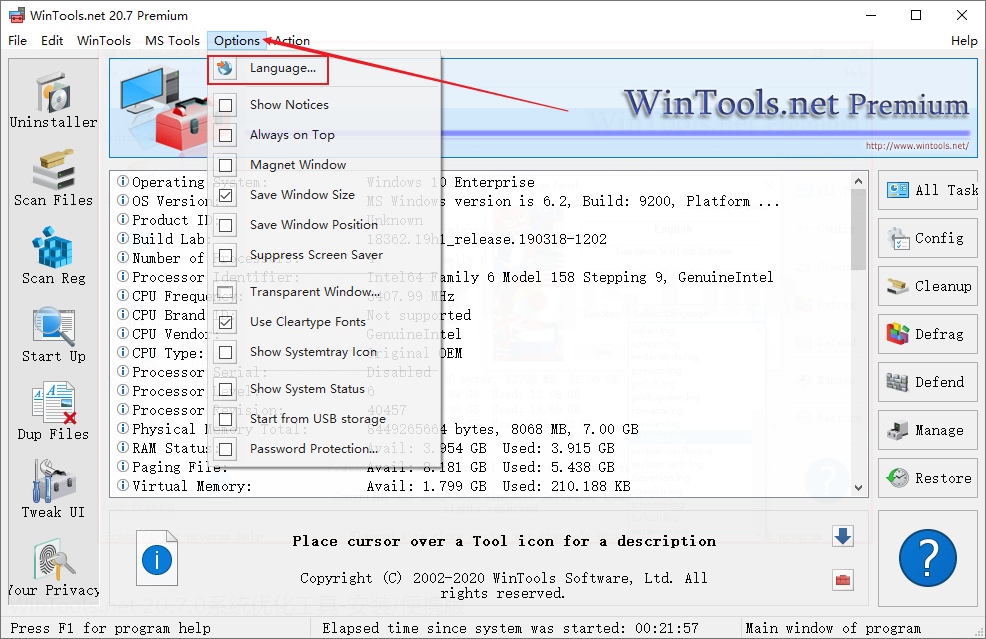 WinTools.net 20.7 Premium
File Edit WinTools MS Tools Options Action Help
Language...
Show Notices
Always on Top
Magnet Window
Save Window Size
Save Window Position
Suppress Screen Saver
Transparent Window...
Use Cleartype Fonts
Show Systemtray Icon
Show System Status
Start from USB storage
Password Protection...
Uninstaller
Scan Files
Scan Reg
Start Up
Dup Files
Tweak UI
Your Privacy
WinTools.net Premium
http://www.wintools.net/
Operating System: Windows 10 Enterprise
OS Version MS Windows version is 6.2, Build: 9200, Platform ...
Product ID Unknown
Build Lab: 18362.19h1_release.190318-1202
Number of
Processor Identifier: Intel64 Family 6 Model 158 Stepping 9, GenuineIntel
CPU Frequency 3407.99 MHz
CPU Brand ID Not supported
CPU Vendor GenuineIntel
CPU Type: Original OEM
Processor Serial: Disabled
Processor Level: 6
Processor Revision: 40457
Physical Memory Total: 8449265664 bytes, 8068 MB, 7.00 GB
RAM Status Avail: 3.954 GB Used: 3.915 GB
Paging File: Avail: 8.181 GB Used: 5.438 GB
Virtual Memory: Avail: 1.799 GB Used: 210.188 KB
All Task
Config
Cleanup
Defrag
Defend
Manage
Restore
Place cursor over a Tool icon for a description
Copyright (C) 2002-2020 WinTools Software, Ltd. All
rights reserved.
Press F1 for program help Elapsed time since system was started: 00:21:57 Main window of program